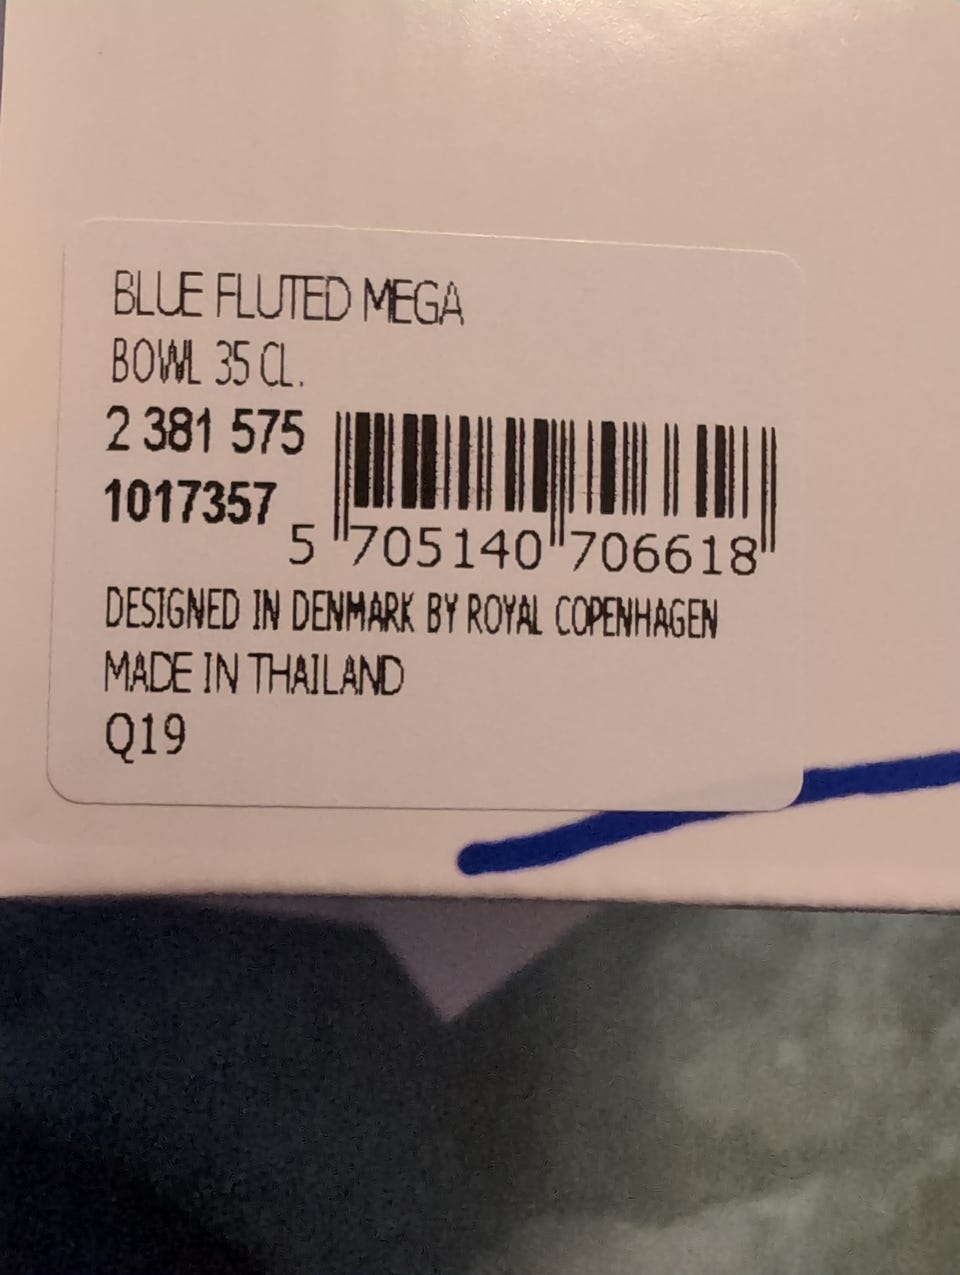 BLUE FLUTED MEGA
BOWL 35 CL.
2 381 575
1017357
5 705140 706618
DESIGNED IN DENMARK BY ROYAL COPENHAGEN
MADE IN THAILAND
Q19